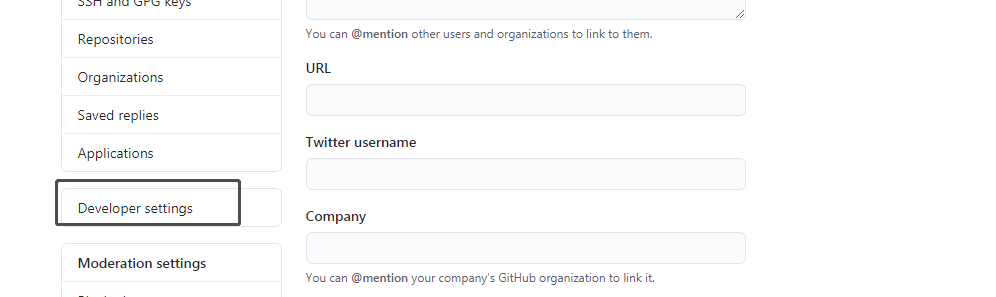 SSH and GPG keys
Repositories
Organizations
Saved replies
Applications
Developer settings
Moderation settings
You can @mention other users and organizations to link to them.
URL
Twitter username
Company
You can @mention your company's GitHub organization to link it.